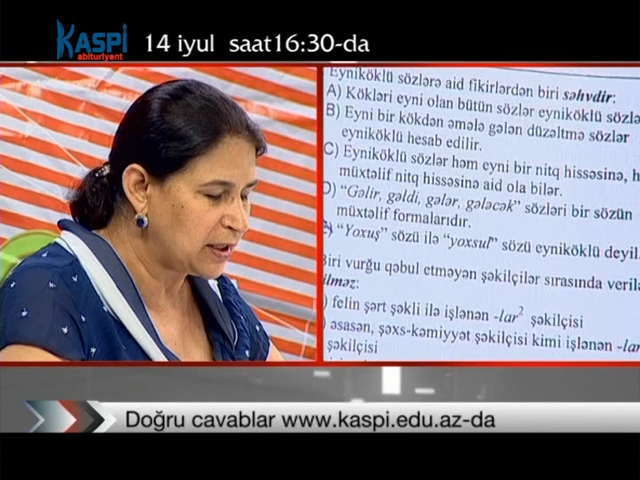 KASPI
abituriyent
14 iyul saat16:30-da
Eyniköklü sözlərə aid fikirlərdən biri səhvdir:
A) Kökləri eyni olan bütün sözlər eyniköklü
B) Eyni bir kökdən əmələ gələn düzəltmə sözlər
eyniköklü hesab edilir.
C) Eyniköklü sözlər həm eyni bir nitq hissəsinə,
müxtəlif nitq hissəsinə aid ola bilər.
D) “Gəlir, gəldi, gələr, gələcək” sözləri bir sözün
müxtəlif formalarıdır.
“Yoxuş” sözü ilə “yoxsul” sözü eyniköklü deyil.
Biri vurğu qəbul etməyən şəkilçilər sırasında
felin şərt şəkli ilə işlənən -lar² şəkilçisi
əsasən, şəxs-kəmiyyət şəkilçisi kimi işlənən -lar
şəkilçisi
Doğru cavablar www.kaspi.edu.az-da